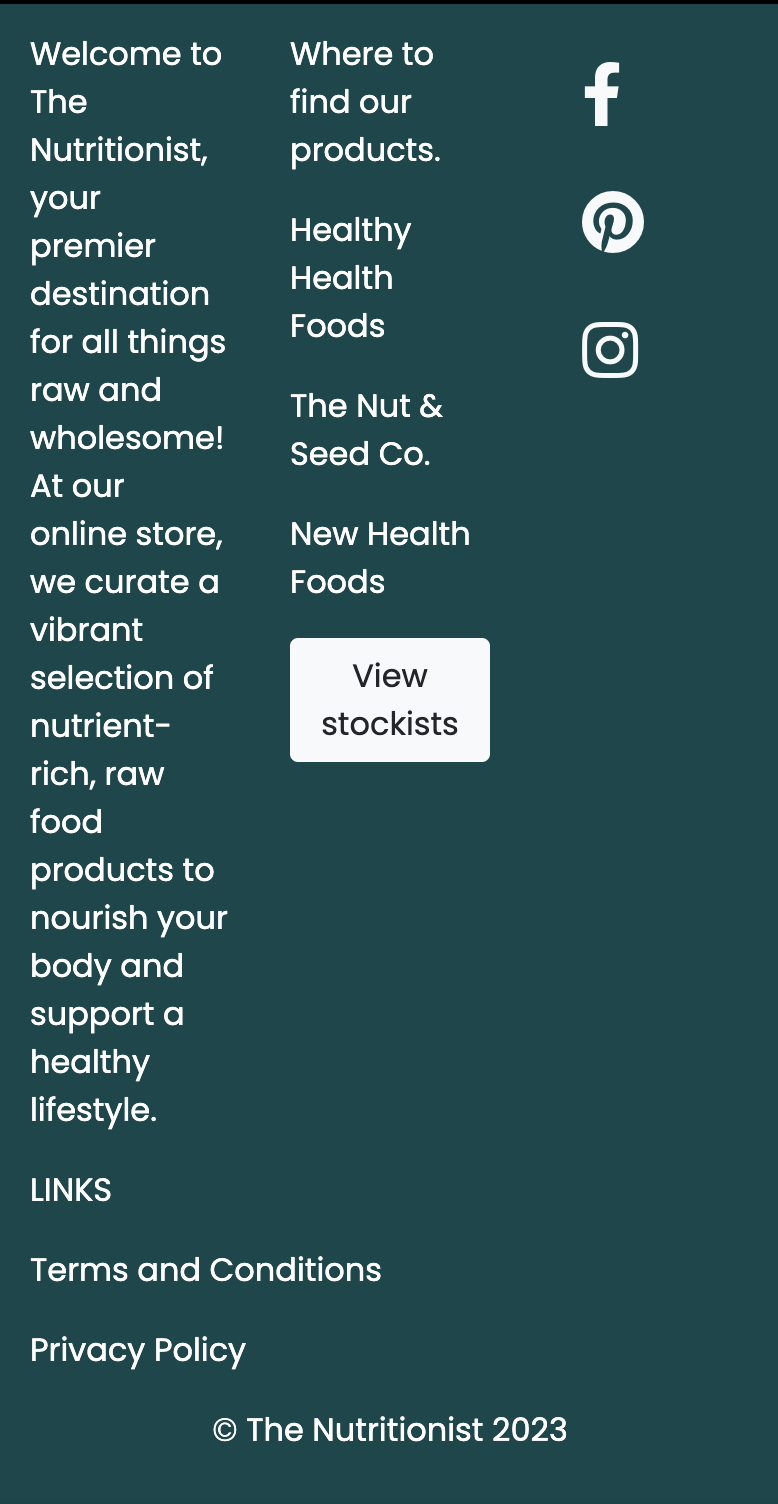 Welcome to
The
Nutritionist,
your
premier
destination
for all things
raw and
wholesome!
At our
online store,
we curate a
vibrant
selection of
nutrient-
rich, raw
food
products to
nourish your
body and
support a
healthy
lifestyle.
Where to
find our
products.
Healthy
Health
Foods
The Nut &
Seed Co.
New Health
Foods
View
stockists
LINKS
Terms and Conditions
Privacy Policy
© The Nutritionist 2023